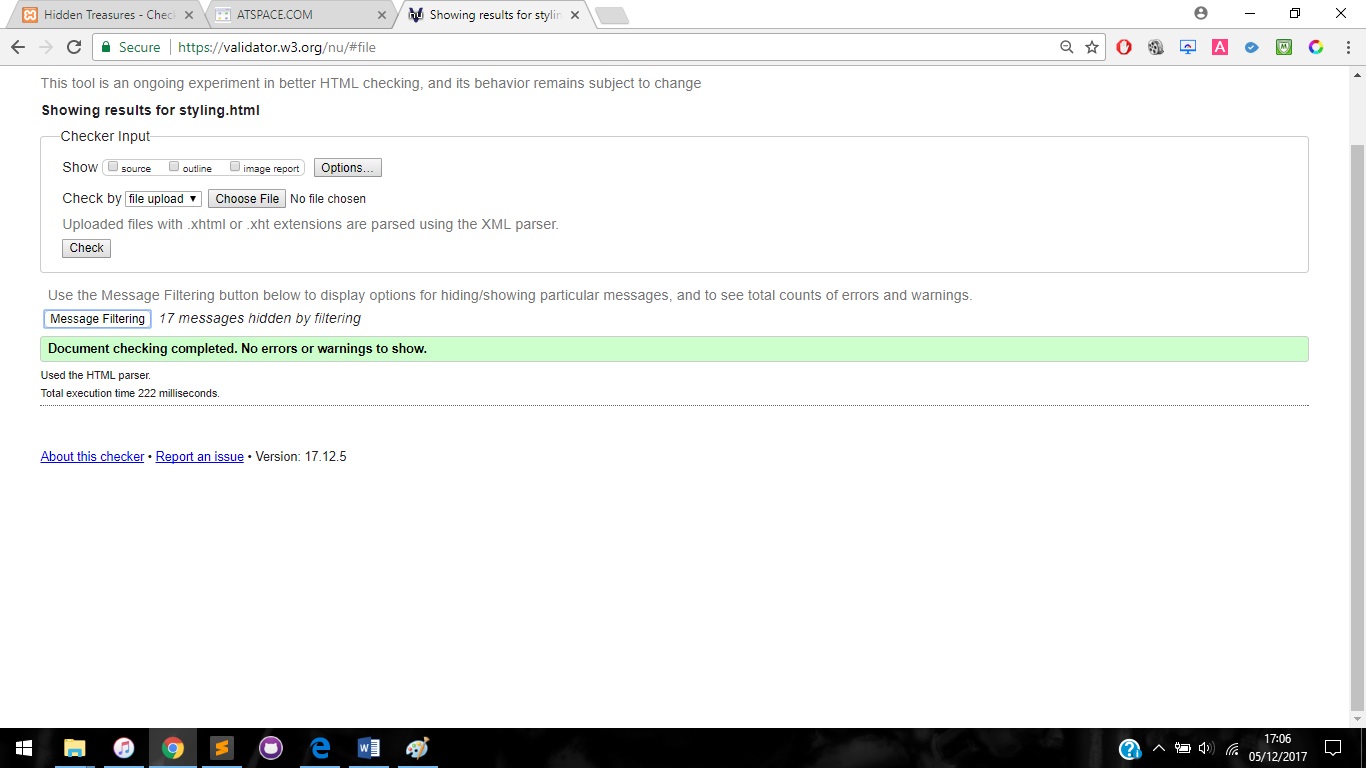 Hidden Treasures - Chec
ATSPACE.COM
Showing results for stylin
Secure https://validator.w3.org/nu/#file
This tool is an ongoing experiment in better HTML checking, and its behavior remains subject to change
Showing results for styling.html
Checker Input
Show source outline image report Options...
Check by file upload Choose File No file chosen
Uploaded files with .xhtml or .xht extensions are parsed using the XML parser.
Check
Use the Message Filtering button below to display options for hiding/showing particular messages, and to see total counts of errors and warnings.
Message Filtering 17 messages hidden by filtering
Document checking completed. No errors or warnings to show.
Used the HTML parser.
Total execution time 222 milliseconds.
About this checker • Report an issue • Version: 17.12.5
17:06
05/12/2017